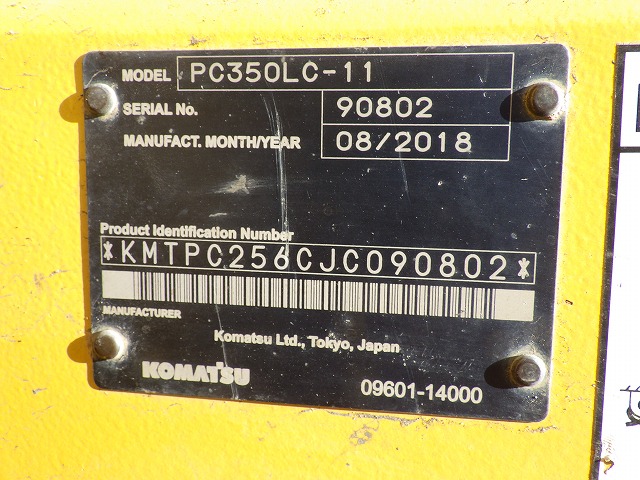 MODEL PC350LC-11
SERIAL No. 90802
MANUFACT. MONTH/YEAR 08/2018
Product Identification Number
*KMTPC256CJC090802*
MANUFACTURER
Komatsu Ltd., Tokyo, Japan
KOMATSU 09601-14000